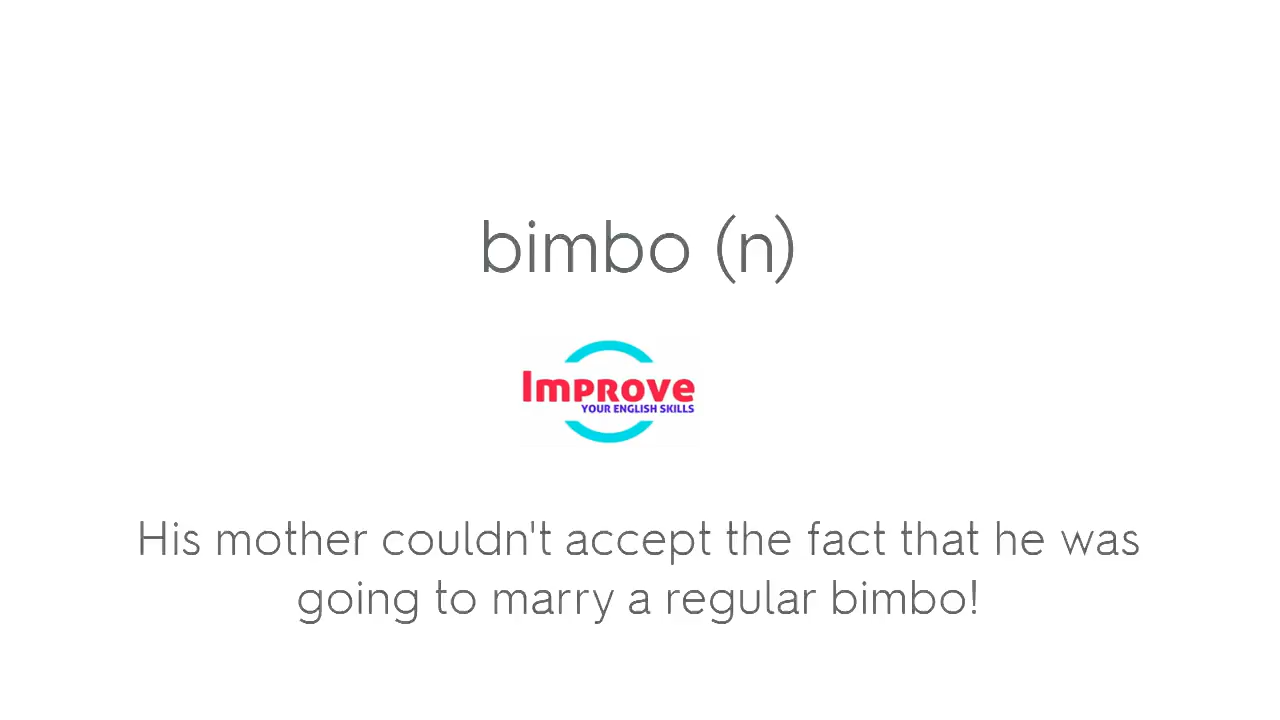 bimbo (n)
Improve
YOUR ENGLISH SKILLS
His mother couldn't accept the fact that he was
going to marry a regular bimbo!